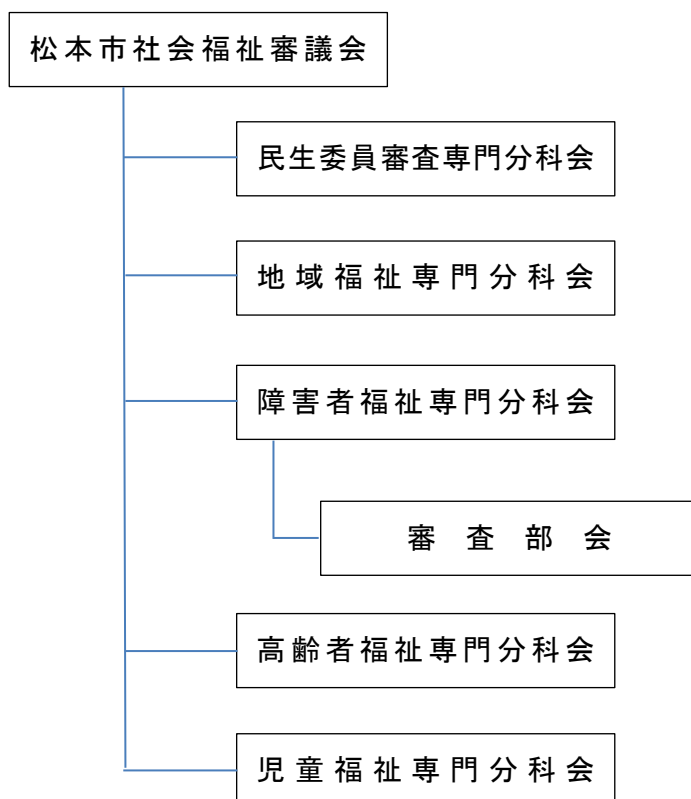 松本市社会福祉審議会
民生委員審査専門分科会
地域福祉専門分科会
障害者福祉専門分科会
審査部会
高齢者福祉専門分科会
児童福祉専門分科会